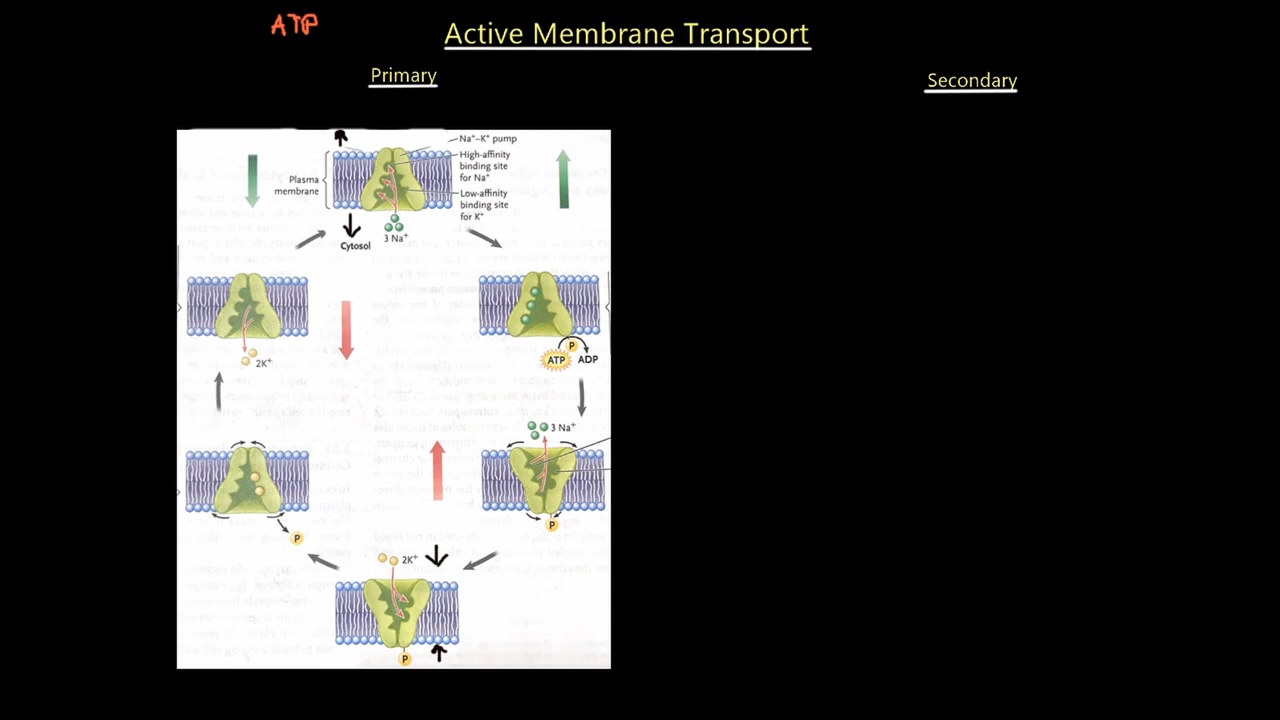 ATP
Active Membrane Transport
Primary
Secondary
Na⁺–K⁺ pump
High-affinity
binding site
for Na⁺
Plasma
membrane
Low-affinity
binding site
for K⁺
3 Na⁺
Cytosol
2K⁺
P
ATP
ADP
3 Na⁺
P
P
2K⁺
P